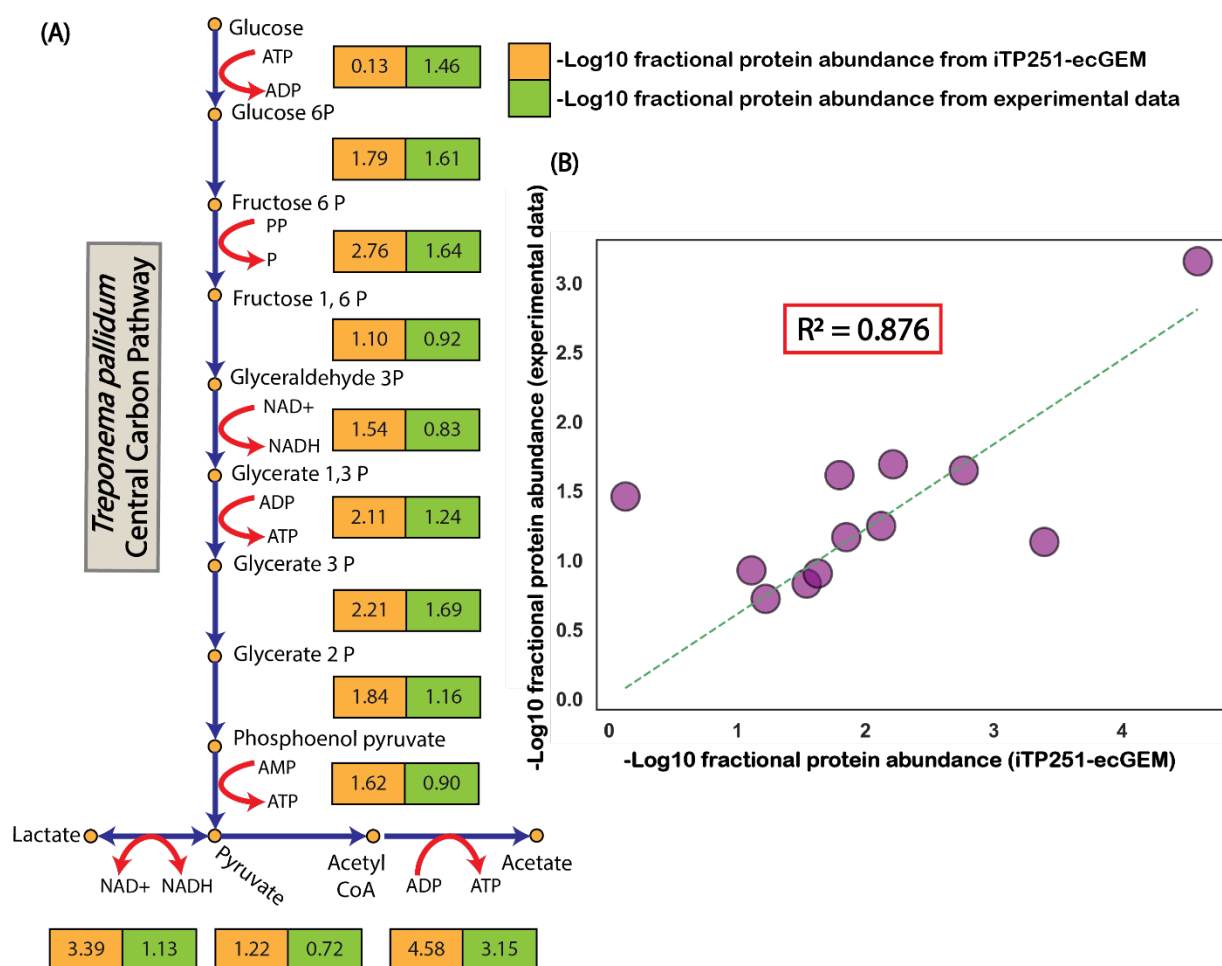 (A)
Glucose
ATP
ADP
0.13 1.46
-Log10 fractional protein abundance from iTP251-ecGEM
-Log10 fractional protein abundance from experimental data
Glucose 6P
1.79 1.61
Fructose 6 P
PP
P
2.76 1.64
Fructose 1, 6 P
1.10 0.92
Glyceraldehyde 3P
NAD+
NADH
1.54 0.83
Glycerate 1,3 P
ADP
ATP
2.11 1.24
Glycerate 3 P
2.21 1.69
Glycerate 2 P
1.84 1.16
Phosphoenol pyruvate
AMP
ATP
1.62 0.90
Treponema pallidum
Central Carbon Pathway
Lactate
Pyruvate
Acetyl
CoA
Acetate
NAD+ NADH
ADP ATP
3.39 1.13
1.22 0.72
4.58 3.15
(B)
-Log10 fractional protein abundance (experimental data)
3.0
2.5
2.0
1.5
1.0
0.5
0.0
R² = 0.876
0 1 2 3 4
-Log10 fractional protein abundance (iTP251-ecGEM)